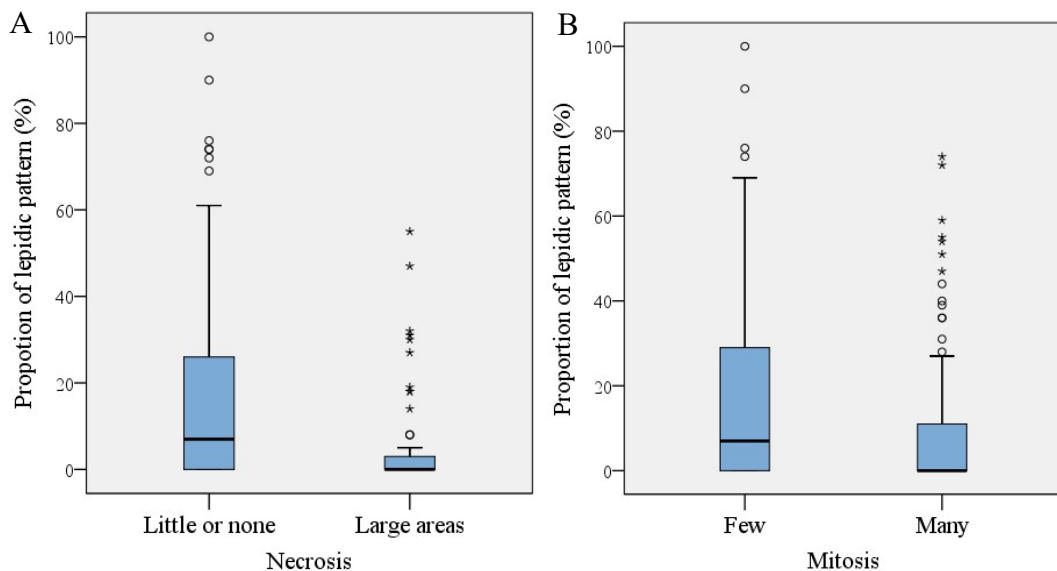 A
Propotion of lepidic pattern (%)
100
80
60
40
20
0
Little or none
Large areas
Necrosis
B
Proportion of lepidic pattern (%)
100
80
60
40
20
0
Few
Many
Mitosis